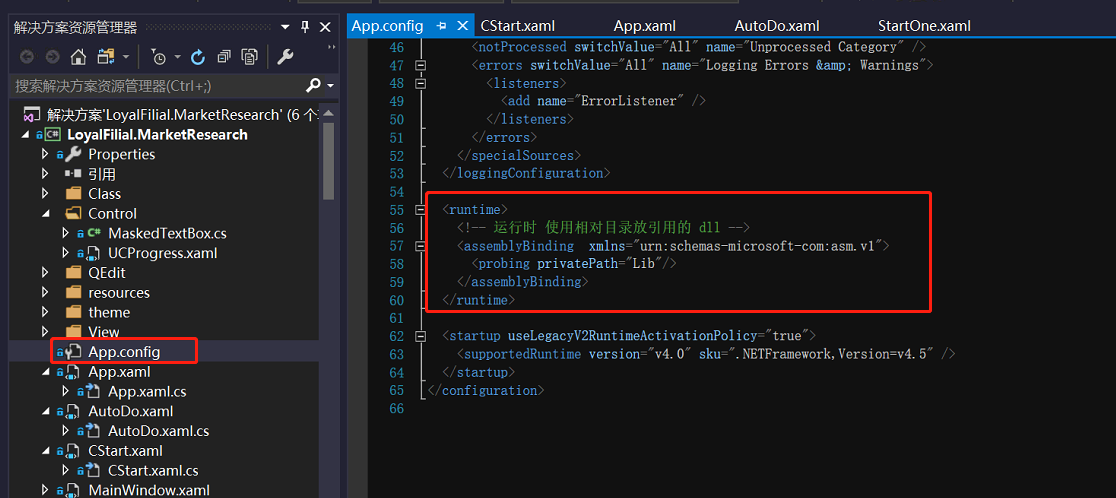 解决方案资源管理器
搜索解决方案资源管理器(Ctrl+;)
解决方案'LoyalFilial.MarketResearch' (6 个
LoyalFilial.MarketResearch
Properties
引用
Class
Control
MaskedTextBox.cs
UCProgress.xaml
QEdit
resources
theme
View
App.config
App.xaml
App.xaml.cs
AutoDo.xaml
AutoDo.xaml.cs
CStart.xaml
CStart.xaml.cs
MainWindow.xaml
App.config CStart.xaml App.xaml AutoDo.xaml StartOne.xaml
46 <notProcessed switchValue="All" name="Unprocessed Category" />
47 <errors switchValue="All" name="Logging Errors &amp; Warnings">
48 <listeners>
49 <add name="ErrorListener" />
50 </listeners>
51 </errors>
52 </specialSources>
53 </loggingConfiguration>
54
55 <runtime>
56 <!-- 运行时 使用相对目录放引用的 dll -->
57 <assemblyBinding  xmlns="urn:schemas-microsoft-com:asm.v1">
58 <probing privatePath="Lib"/>
59 </assemblyBinding>
60 </runtime>
61
62 <startup useLegacyV2RuntimeActivationPolicy="true">
63 <supportedRuntime version="v4.0" sku=".NETFramework,Version=v4.5" />
64 </startup>
65 </configuration>
66